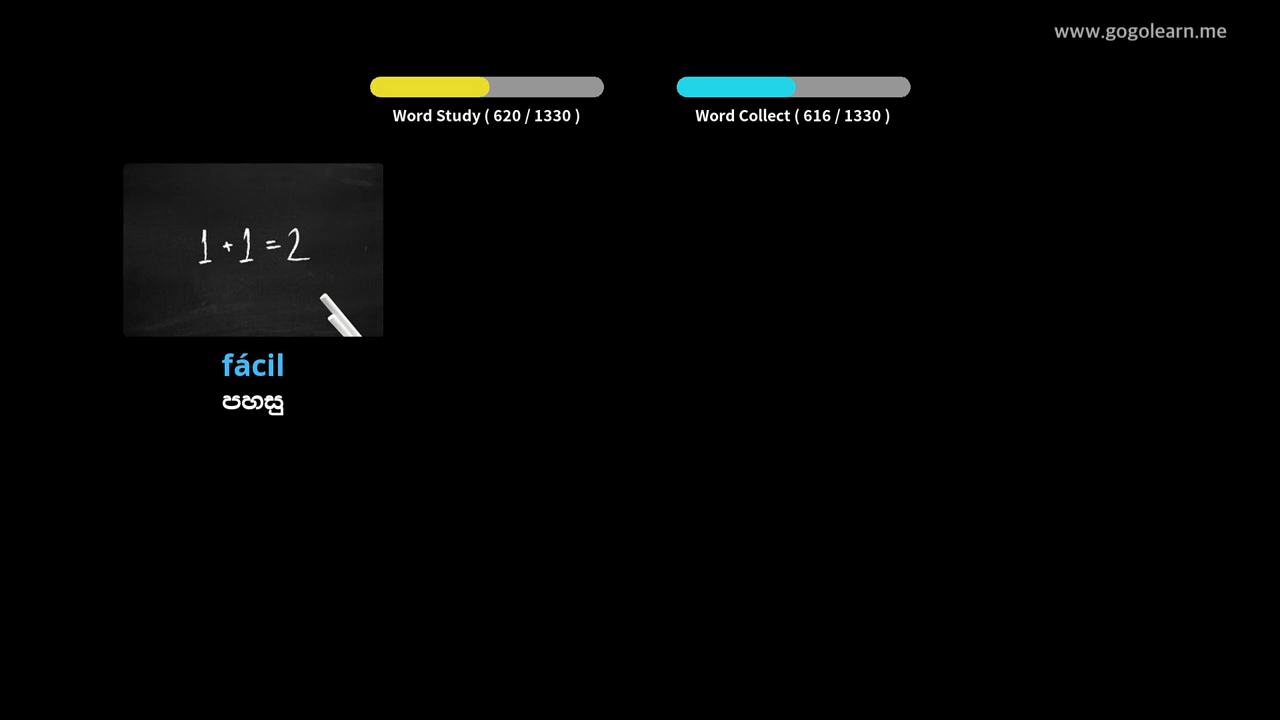 www.gogolearn.me
Word Study ( 620 / 1330 )
Word Collect ( 616 / 1330 )
1 + 1 = 2
fácil
පහසු